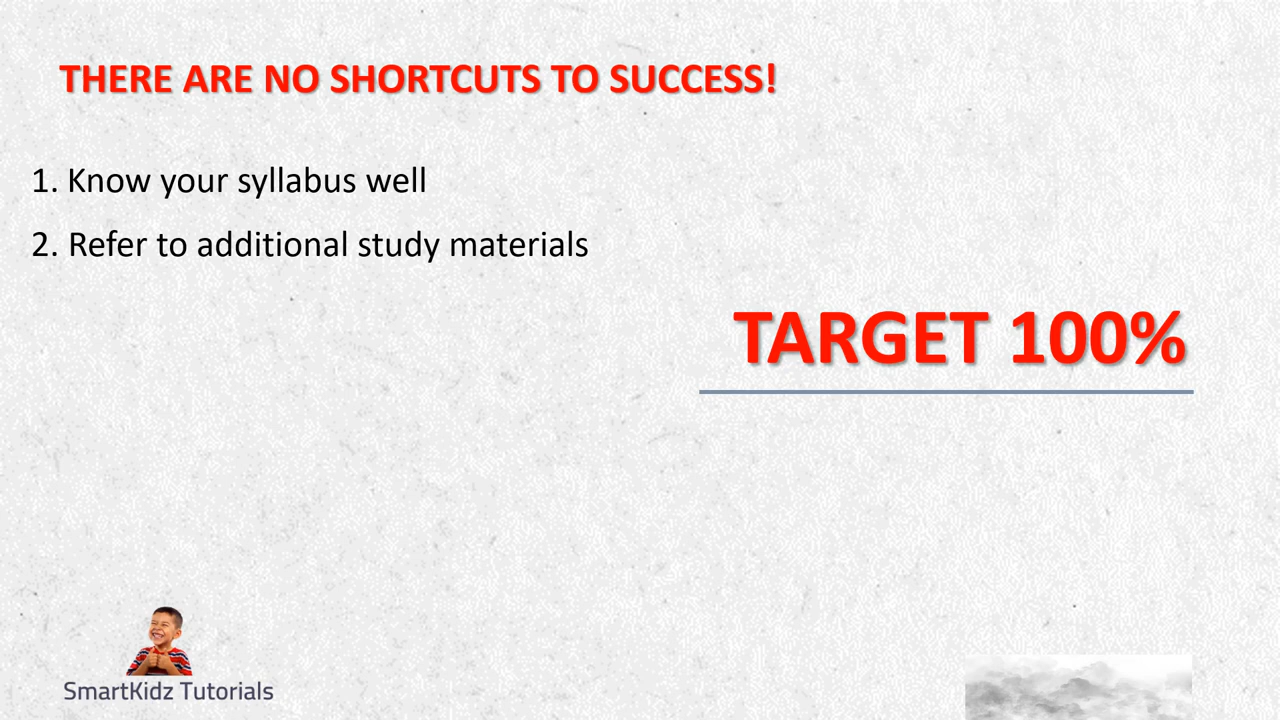 THERE ARE NO SHORTCUTS TO SUCCESS!
1. Know your syllabus well
2. Refer to additional study materials
TARGET 100%
SmartKidz Tutorials